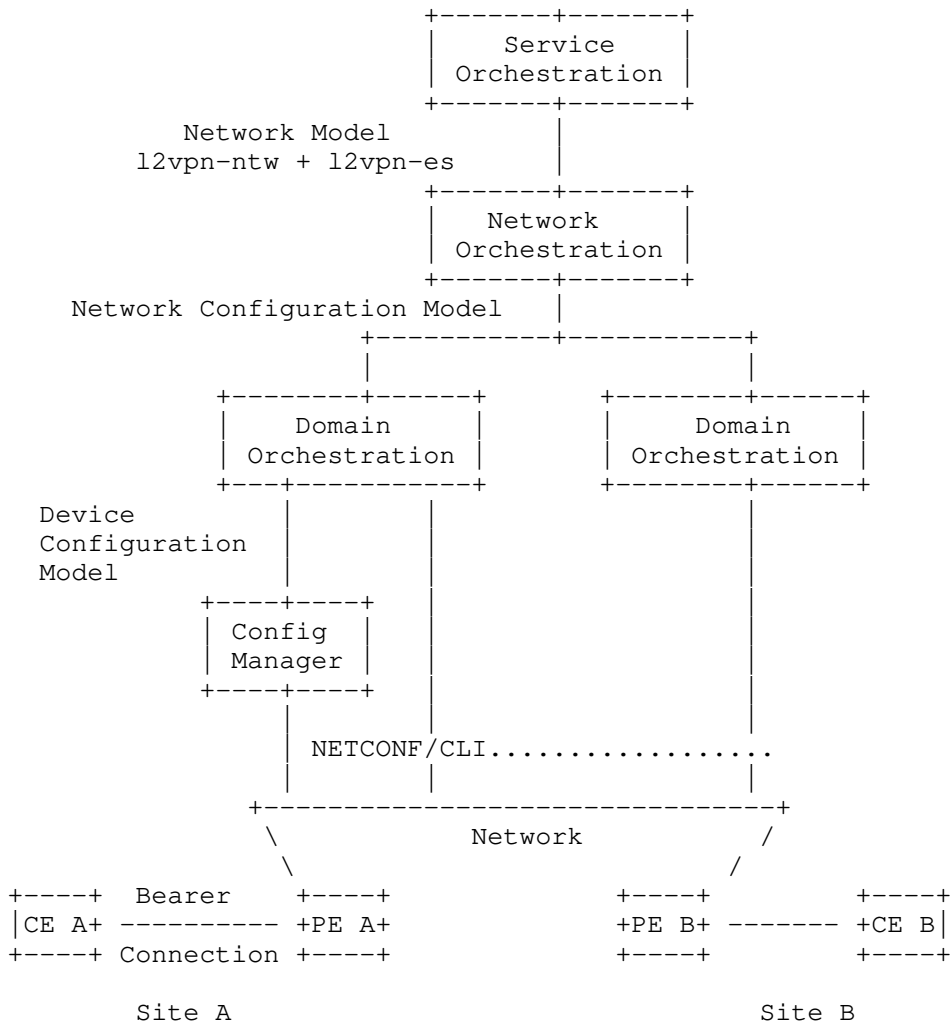 Service
Orchestration
Network Model
l2vpn-ntw + l2vpn-es
Network
Orchestration
Network Configuration Model
Domain Domain
Orchestration Orchestration
Device
Configuration
Model
Config
Manager
NETCONF/CLI..................
Network
Bearer
CE A PE A PE B CE B
Connection
Site A Site B